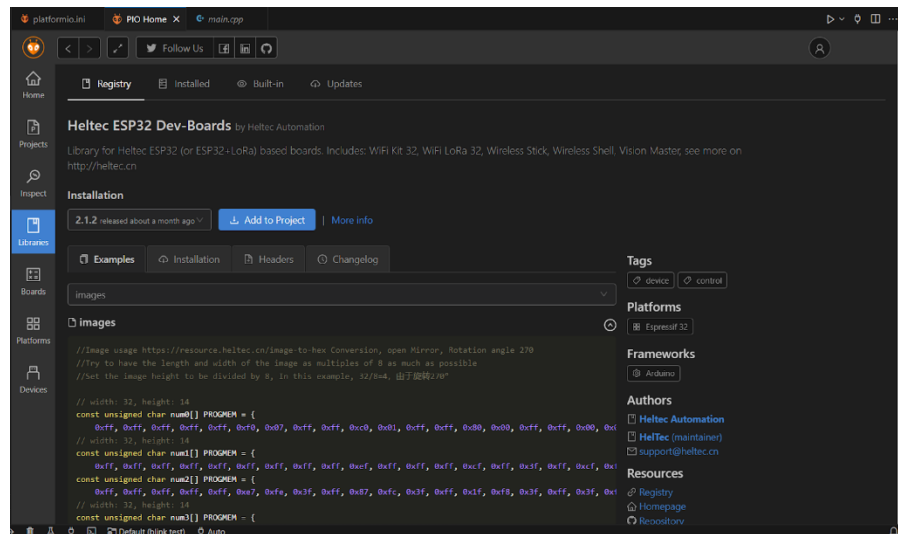 platformio.ini
PIO Home
main.cpp
Follow Us
Home
Registry
Installed
Built-in
Updates
Projects
Heltec ESP32 Dev-Boards by Heltec Automation
Library for Heltec ESP32 (or ESP32+LoRa) based boards. Includes: WiFi Kit 32, WiFi LoRa 32, Wireless Stick, Wireless Shell, Vision Master, see more on
http://heltec.cn
Inspect
Installation
2.1.2 released about a month ago
Add to Project
| More info
Libraries
Examples
Installation
Headers
Changelog
Tags
device
control
Boards
images
Platforms
Espressif 32
images
Platforms
Frameworks
Arduino
Devices
//Image usage https://resource.heltec.cn/image-to-hex Conversion, open Mirror, Rotation angle 270
//Try to have the length and width of the image as multiples of 8 as much as possible
//Set the image height to be divided by 8, in this example, 32/8=4. 由于旋转270°
// width: 32, height: 14
const unsigned char num0[] PROGMEM = {
0xff, 0xff, 0xff, 0xff, 0xff, 0xf0, 0x07, 0xff, 0xff, 0xc0, 0x01, 0xff, 0xff, 0x80, 0x00, 0xff, 0xff, 0x00,
// width: 32, height: 14
const unsigned char num1[] PROGMEM = {
0xff, 0xff, 0xff, 0xff, 0xff, 0xff, 0xff, 0xff, 0xff, 0xef, 0xff, 0xff, 0xff, 0xcf, 0xff, 0x3f, 0xff, 0xcf,
const unsigned char num2[] PROGMEM = {
0xff, 0xff, 0xff, 0xff, 0xff, 0xe7, 0xfe, 0x3f, 0xff, 0x87, 0xfc, 0x3f, 0xff, 0x1f, 0xf8, 0x3f, 0xff, 0x3f,
// width: 32, height: 14
const unsigned char num3[] PROGMEM = {
Authors
Heltec Automation
HelTec (maintainer)
support@heltec.cn
Resources
Registry
Homepage
Repository
Default (blink test)
Auto